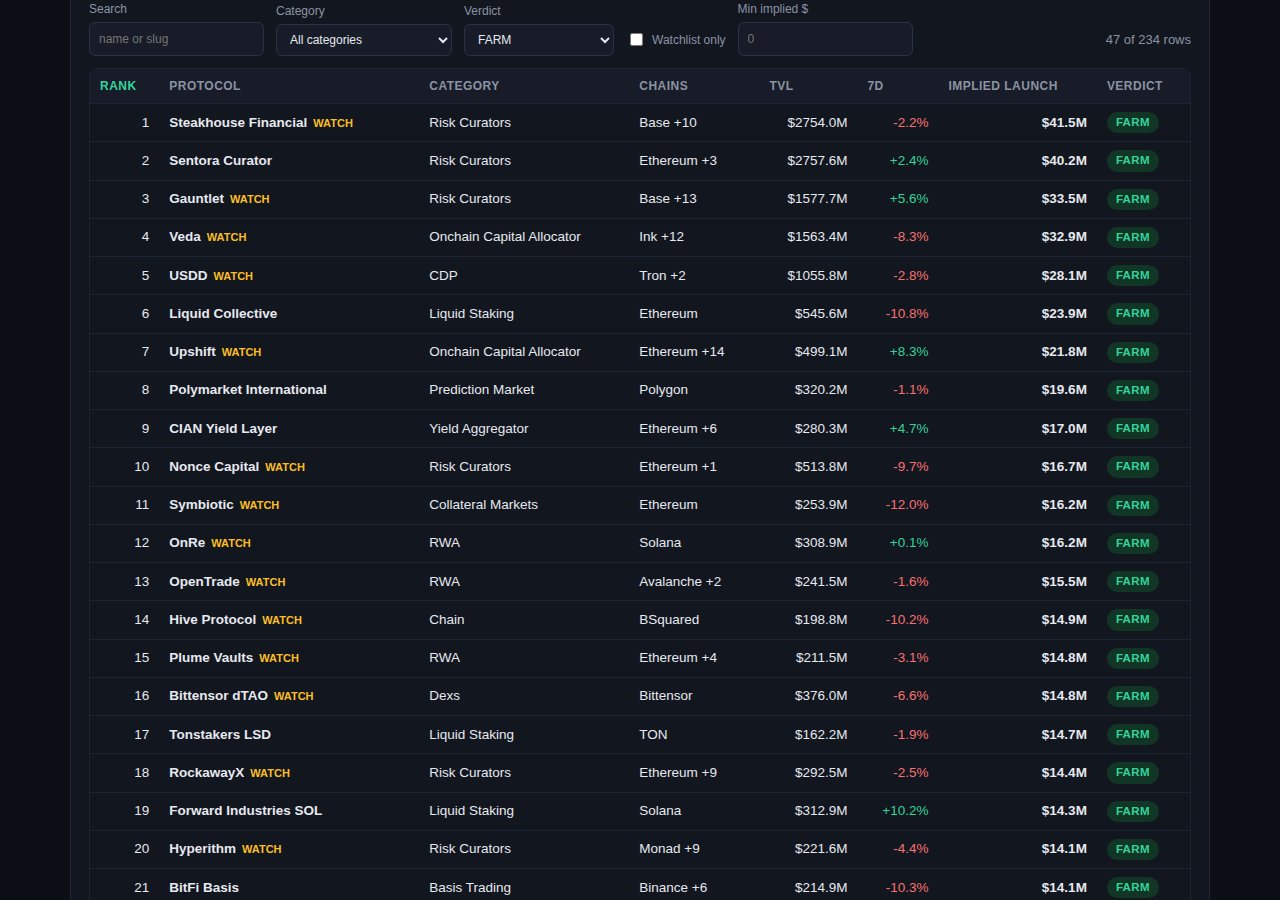 Search Category Verdict Min implied $
name or slug All categories FARM Watchlist only 0 47 of 234 rows
RANK PROTOCOL CATEGORY CHAINS TVL 7D IMPLIED LAUNCH VERDICT
1 Steakhouse Financial WATCH Risk Curators Base +10 $2754.0M -2.2% $41.5M FARM
2 Sentora Curator Risk Curators Ethereum +3 $2757.6M +2.4% $40.2M FARM
3 Gauntlet WATCH Risk Curators Base +13 $1577.7M +5.6% $33.5M FARM
4 Veda WATCH Onchain Capital Allocator Ink +12 $1563.4M -8.3% $32.9M FARM
5 USDD WATCH CDP Tron +2 $1055.8M -2.8% $28.1M FARM
6 Liquid Collective Liquid Staking Ethereum $545.6M -10.8% $23.9M FARM
7 Upshift WATCH Onchain Capital Allocator Ethereum +14 $499.1M +8.3% $21.8M FARM
8 Polymarket International Prediction Market Polygon $320.2M -1.1% $19.6M FARM
9 CIAN Yield Layer Yield Aggregator Ethereum +6 $280.3M +4.7% $17.0M FARM
10 Nonce Capital WATCH Risk Curators Ethereum +1 $513.8M -9.7% $16.7M FARM
11 Symbiotic WATCH Collateral Markets Ethereum $253.9M -12.0% $16.2M FARM
12 OnRe WATCH RWA Solana $308.9M +0.1% $16.2M FARM
13 OpenTrade WATCH RWA Avalanche +2 $241.5M -1.6% $15.5M FARM
14 Hive Protocol WATCH Chain BSquared $198.8M -10.2% $14.9M FARM
15 Plume Vaults WATCH RWA Ethereum +4 $211.5M -3.1% $14.8M FARM
16 Bittensor dTAO WATCH Dexs Bittensor $376.0M -6.6% $14.8M FARM
17 Tonstakers LSD Liquid Staking TON $162.2M -1.9% $14.7M FARM
18 RockawayX WATCH Risk Curators Ethereum +9 $292.5M -2.5% $14.4M FARM
19 Forward Industries SOL Liquid Staking Solana $312.9M +10.2% $14.3M FARM
20 Hyperithm WATCH Risk Curators Monad +9 $221.6M -4.4% $14.1M FARM
21 BitFi Basis Basis Trading Binance +6 $214.9M -10.3% $14.1M FARM